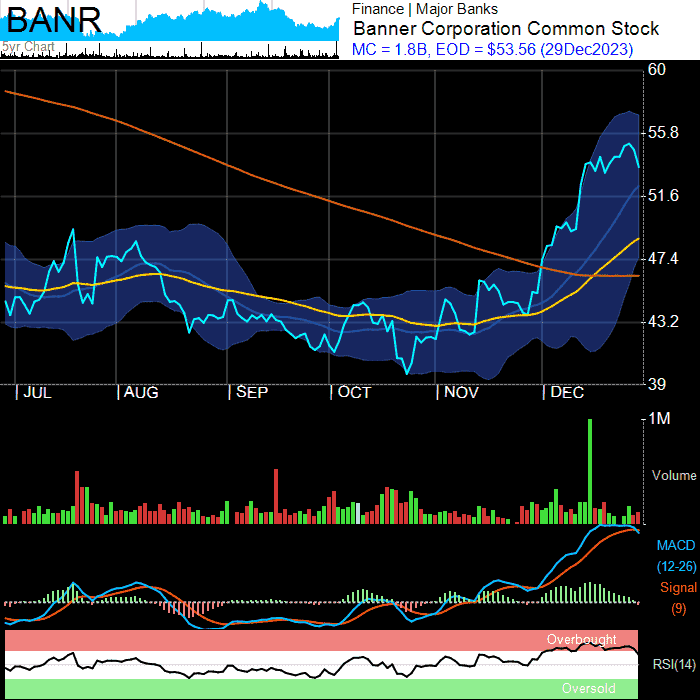 BANR
5yr Chart
Finance | Major Banks
Banner Corporation Common Stock
MC = 1.8B, EOD = $53.56 (29Dec2023)
60
55.8
51.6
47.4
43.2
39
| JUL | AUG | SEP | OCT | NOV | DEC
1M
Volume
MACD
(12-26)
Signal
(9)
Overbought
RSI(14)
Oversold